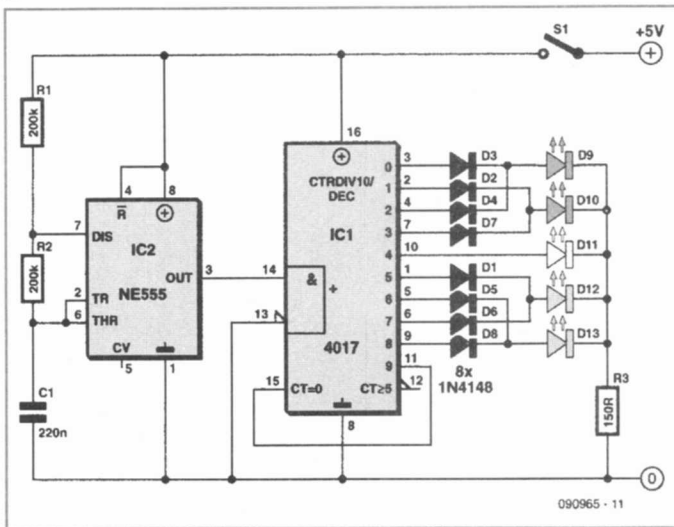 S1
+5V
R1
200k
16
3
D3
D9
0
CTRDIV10/
DEC
2
D2
1
4
8
4
D4
D10
2
R
7
D7
3
7
DIS
IC1
10
D11
4
R2
200k
IC2
OUT
3
14
&
+
1
D1
5
NE555
5
D5
D12
6
2
TR
13
6
D6
7
6
THR
4017
9
D8
D13
8
11
9
CV
15
CT=0
CT≥5
12
8x
1N4148
R3
150R
5
1
C1
220n
8
0
090965 - 11